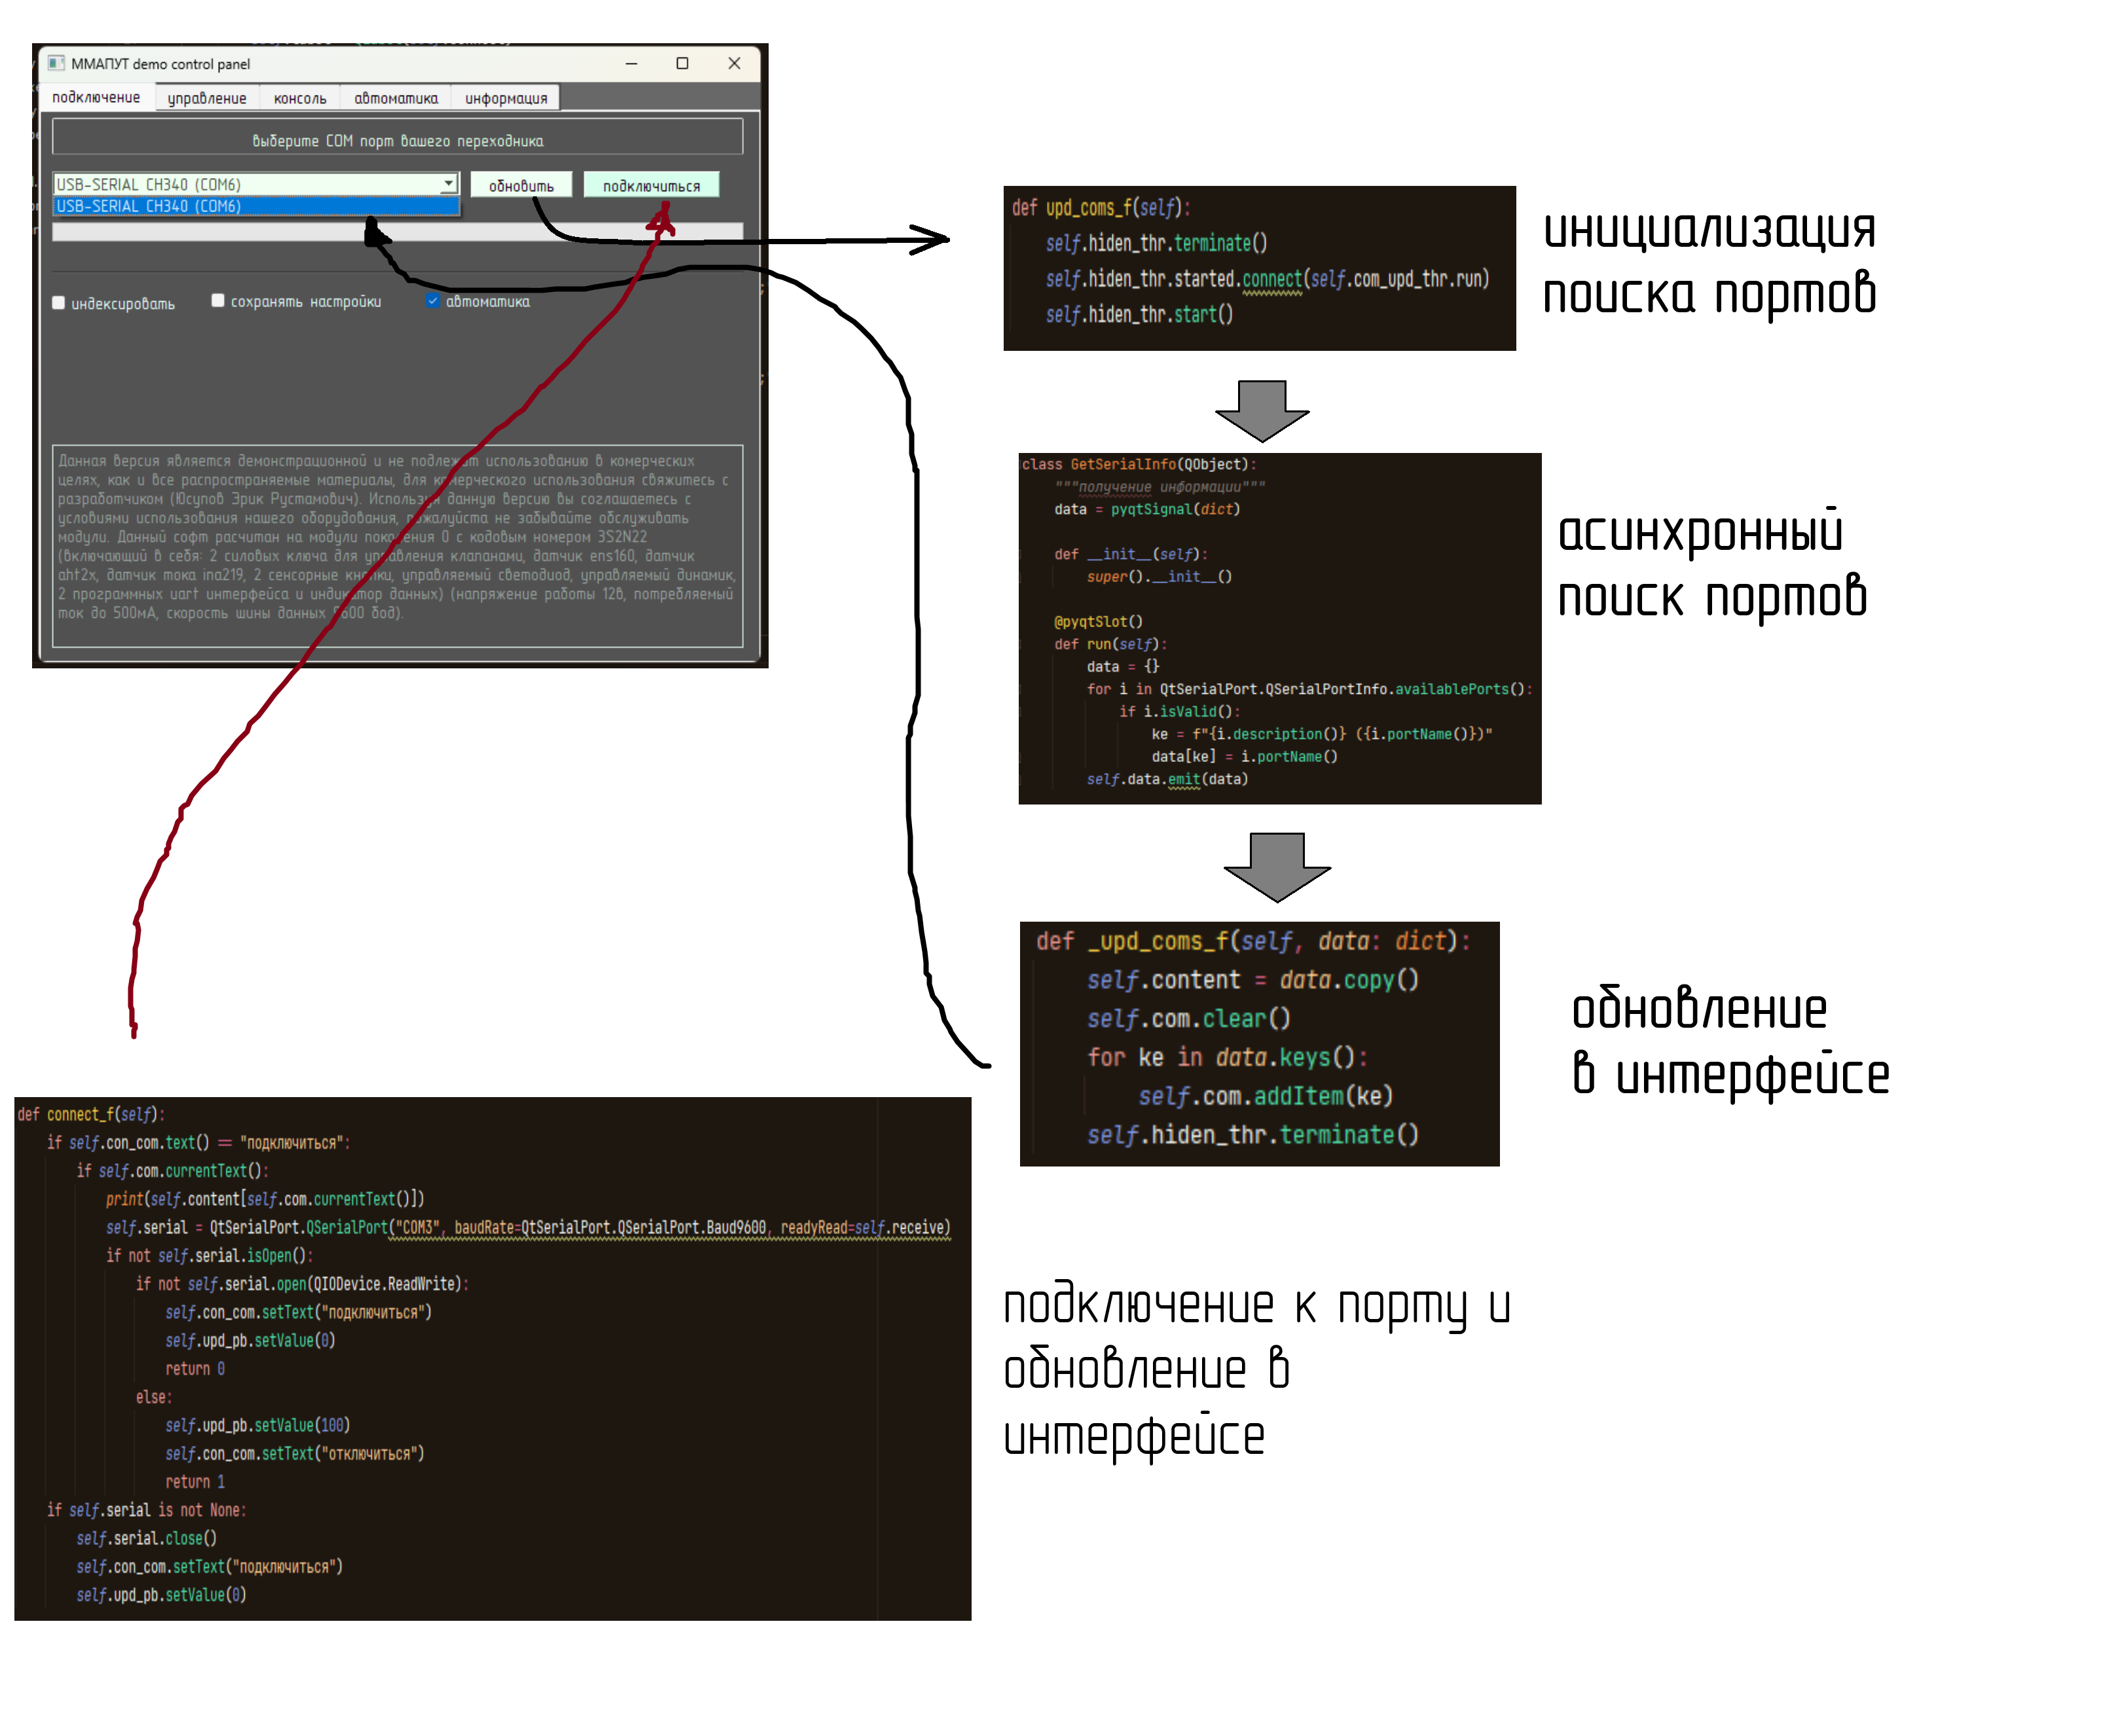 ММАПУТ demo control panel
подключение управление консоль автоматика информация
выберите COM порт вашего переходника
USB-SERIAL CH340 (COM6) обновить подключиться
USB-SERIAL CH340 (COM6)
индексировать сохранять настройки автоматика
Данная версия является демонстрационной и не подлежат использованию в комерческих
целях, как и все распространяемые материалы, для комерческого использования свяжитесь с
разработчиком (Юсупов Эрик Рустамович). Используя данную версию вы соглашаетесь с
условиями использования нашего оборудования, пожалуйста не забывайте обслуживать
модули. Данный софт расчитан на модули поколения 0 с кодовым номером 3S2N22
(включающий в себя: 2 силовых ключа для управления клапанами, датчик ens160, датчик
aht2x, датчик тока ina219, 2 сенсорные кнопки, управляемый светодиод, управляемый динамик,
2 программных uart интерфейса и индикатор данных) (напряжение работы 12в, потребляемый
ток до 500мА, скорость шины данных 9600 бод).
def upd_coms_f(self):
self.hiden_thr.terminate()
self.hiden_thr.started.connect(self.com_upd_thr.run)
self.hiden_thr.start()
инициализация
поиска портов
class GetSerialInfo(QObject):
"""получение информации"""
data = pyqtSignal(dict)
def __init__(self):
super().__init__()
@pyqtSlot()
def run(self):
data = {}
for i in QtSerialPort.QSerialPortInfo.availablePorts():
if i.isValid():
ke = f"{i.description()} ({i.portName()})"
data[ke] = i.portName()
self.data.emit(data)
асинхронный
поиск портов
def _upd_coms_f(self, data: dict):
self.content = data.copy()
self.com.clear()
for ke in data.keys():
self.com.addItem(ke)
self.hiden_thr.terminate()
обновление
в интерфейсе
def connect_f(self):
if self.con_com.text() == "подключиться":
if self.com.currentText():
print(self.content[self.com.currentText()])
self.serial = QtSerialPort.QSerialPort("COM3", baudRate=QtSerialPort.QSerialPort.Baud9600, readyRead=self.receive)
if not self.serial.isOpen():
if not self.serial.open(QIODevice.ReadWrite):
self.con_com.setText("подключиться")
self.upd_pb.setValue(0)
return 0
else:
self.upd_pb.setValue(100)
self.con_com.setText("отключиться")
return 1
if self.serial is not None:
self.serial.close()
self.con_com.setText("подключиться")
self.upd_pb.setValue(0)
подключение к порту и
обновление в
интерфейсе